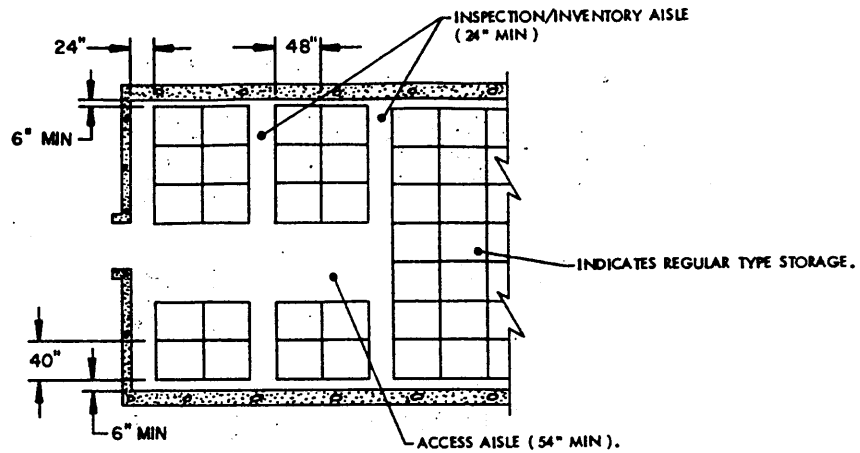 INSPECTION/INVENTORY AISLE
(24" MIN)
24"
48"
6" MIN
INDICATES REGULAR TYPE STORAGE.
40"
6" MIN
ACCESS AISLE (54" MIN).